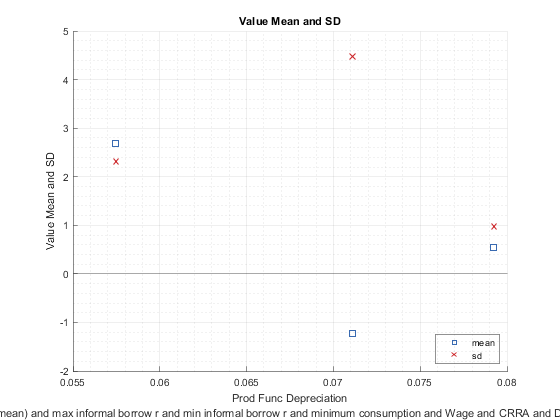 Value Mean and SD
5
4
3
2
1
0
-1
-2
Value Mean and SD
0.055
0.06
0.065
0.07
0.075
0.08
mean
sd
Prod Func Depreciation
mean) and max informal borrow r and min informal borrow r and minimum consumption and Wage and CRRA and D